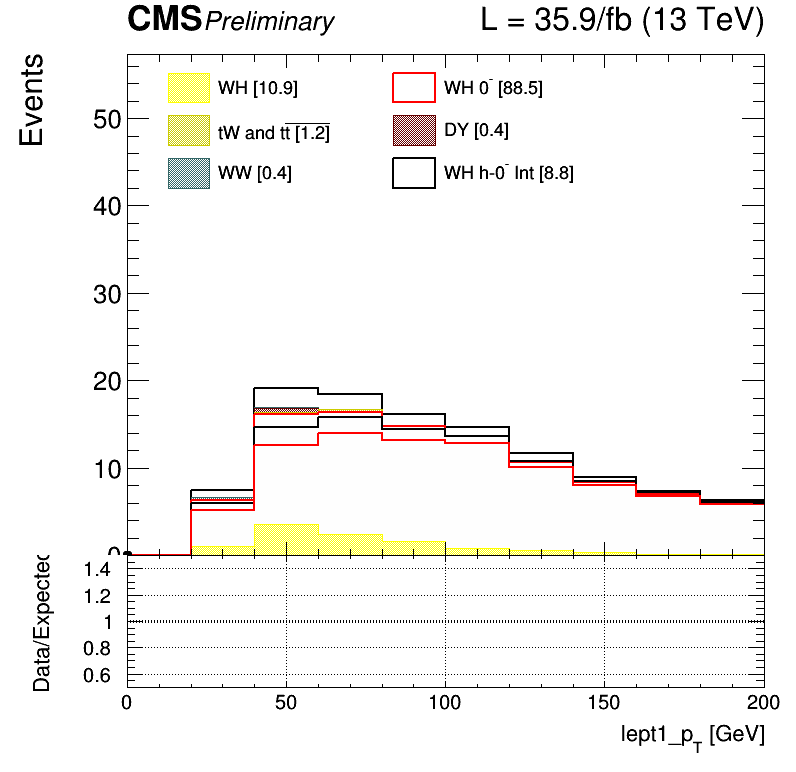 CMS Preliminary L = 35.9/fb (13 TeV)
Events
WH [10.9] WH 0⁻ [88.5]
tW and tt̅ [1.2] DY [0.4]
WW [0.4] WH h-0⁻ Int [8.8]
50
40
30
20
10
0
Data/Expected
1.4
1.2
1
0.8
0.6
0 50 100 150 200
lept1_p_T [GeV]